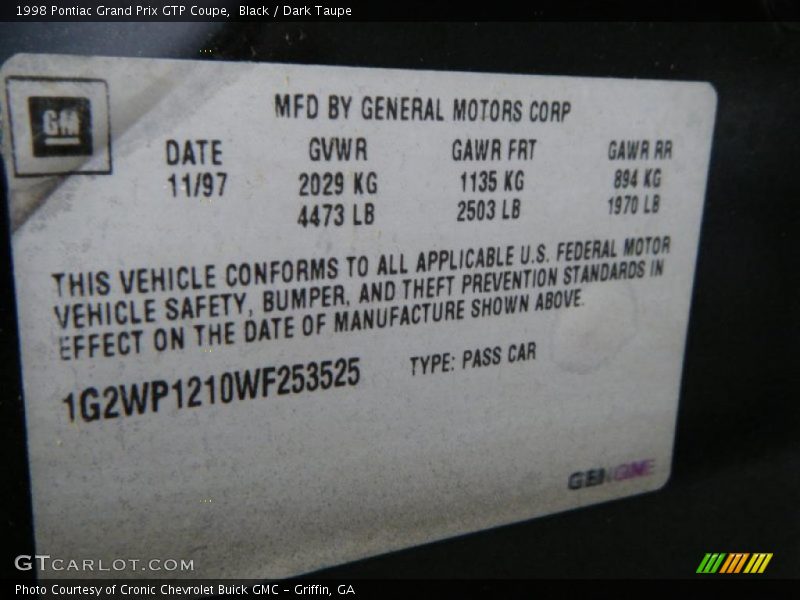 1998 Pontiac Grand Prix GTP Coupe, Black / Dark Taupe
GM
MFD BY GENERAL MOTORS CORP
DATE GVWR GAWR FRT GAWR RR
11/97 2029 KG 1135 KG 894 KG
4473 LB 2503 LB 1970 LB
THIS VEHICLE CONFORMS TO ALL APPLICABLE U.S. FEDERAL MOTOR
VEHICLE SAFETY, BUMPER, AND THEFT PREVENTION STANDARDS IN
EFFECT ON THE DATE OF MANUFACTURE SHOWN ABOVE.
1G2WP1210WF253525 TYPE: PASS CAR
GENGME
GTCARLOT.COM
Photo Courtesy of Cronic Chevrolet Buick GMC - Griffin, GA